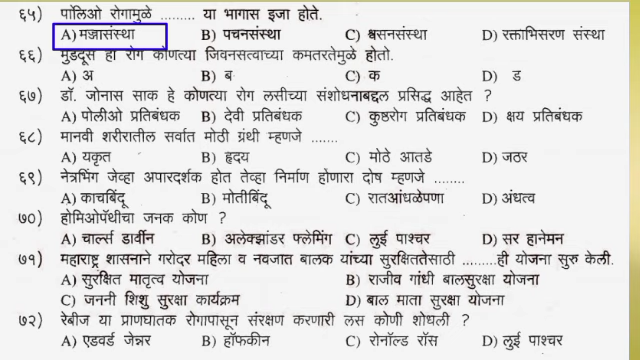 ६५) पोलिओ रोगामुळे ......... या भागास इजा होते.
A) मज्जासंस्था B) पचनसंस्था C) श्वसनसंस्था D) रक्ताभिसरण संस्था
६६) मुडदूस हा रोग कोणत्या जिवनसत्वाच्या कमतरतेमुळे होतो.
A) अ B) ब C) क D) ड
६७) डॉ. जोनास साक हे कोणत्या रोग लसीच्या संशोधनाबद्दल प्रसिद्ध आहेत ?
A) पोलीओ प्रतिबंधक B) देवी प्रतिबंधक C) कुष्ठरोग प्रतिबंधक D) क्षय प्रतिबंधक
६८) मानवी शरीरातील सर्वात मोठी ग्रंथी म्हणजे .......
A) यकृत B) हृदय C) मोठे आतडे D) जठर
६९) नेत्रभिंग जेव्हा अपारदर्शक होत तेव्हा निर्माण होणारा दोष म्हणजे ........
A) काचबिंदू B) मोतीबिंदू C) रातआंधळेपणा D) अंधत्व
७०) होमिओपॅथीचा जनक कोण ?
A) चार्ल्स डार्वीन B) अलेक्झांडर फ्लेमिंग C) लुई पाश्चर D) सर हानेमन
७१) महाराष्ट्र शासनाने गरोदर महिला व नवजात बालक यांच्या सुरक्षिततेसाठी .........ही योजना सुरु केली.
A) सुरक्षित मातृत्व योजना B) राजीव गांधी बालसुरक्षा योजना
C) जननी शिशु सुरक्षा कार्यक्रम D) बाल माता सुरक्षा योजना
७२) रेबीज या प्राणघातक रोगापासून संरक्षण करणारी लस कोणी शोधली ?
A) एडवर्ड जेन्नर B) हॉफकीन C) रोनॉल्ड रॉस D) लुई पाश्चर